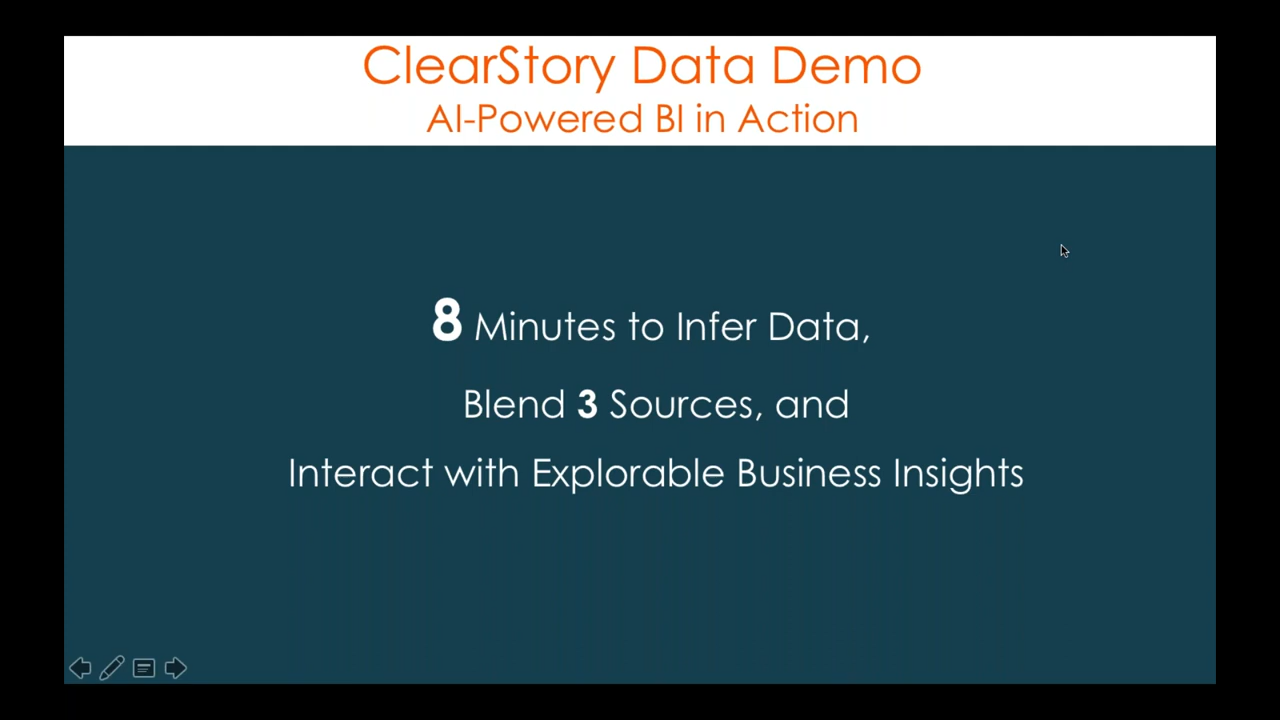 ClearStory Data Demo
AI-Powered BI in Action
8 Minutes to Infer Data,
Blend 3 Sources, and
Interact with Explorable Business Insights